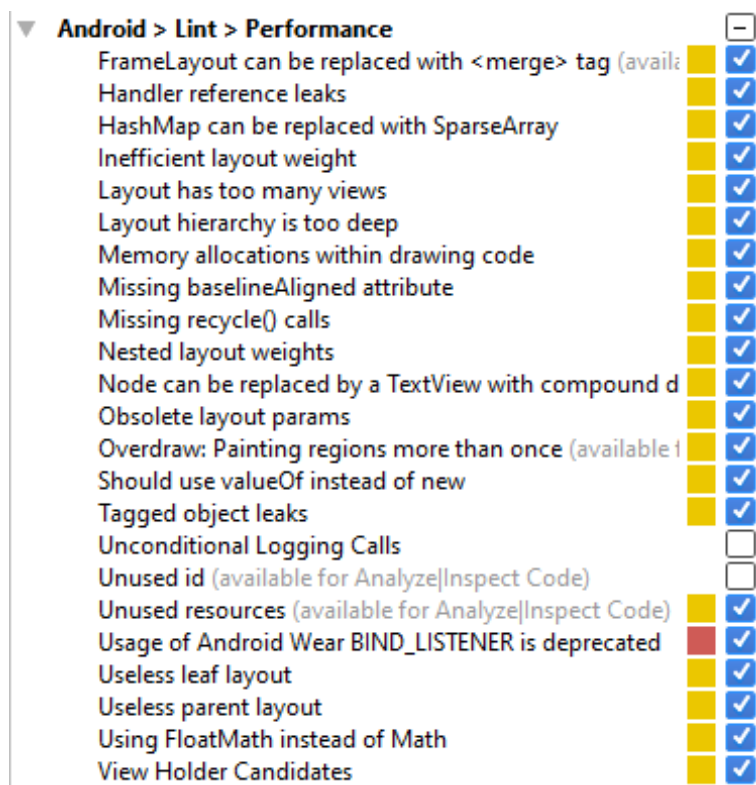 Android > Lint > Performance
FrameLayout can be replaced with <merge> tag (availa
Handler reference leaks
HashMap can be replaced with SparseArray
Inefficient layout weight
Layout has too many views
Layout hierarchy is too deep
Memory allocations within drawing code
Missing baselineAligned attribute
Missing recycle() calls
Nested layout weights
Node can be replaced by a TextView with compound d
Obsolete layout params
Overdraw: Painting regions more than once (available
Should use valueOf instead of new
Tagged object leaks
Unconditional Logging Calls
Unused id (available for Analyze|Inspect Code)
Unused resources (available for Analyze|Inspect Code)
Usage of Android Wear BIND_LISTENER is deprecated
Useless leaf layout
Useless parent layout
Using FloatMath instead of Math
View Holder Candidates